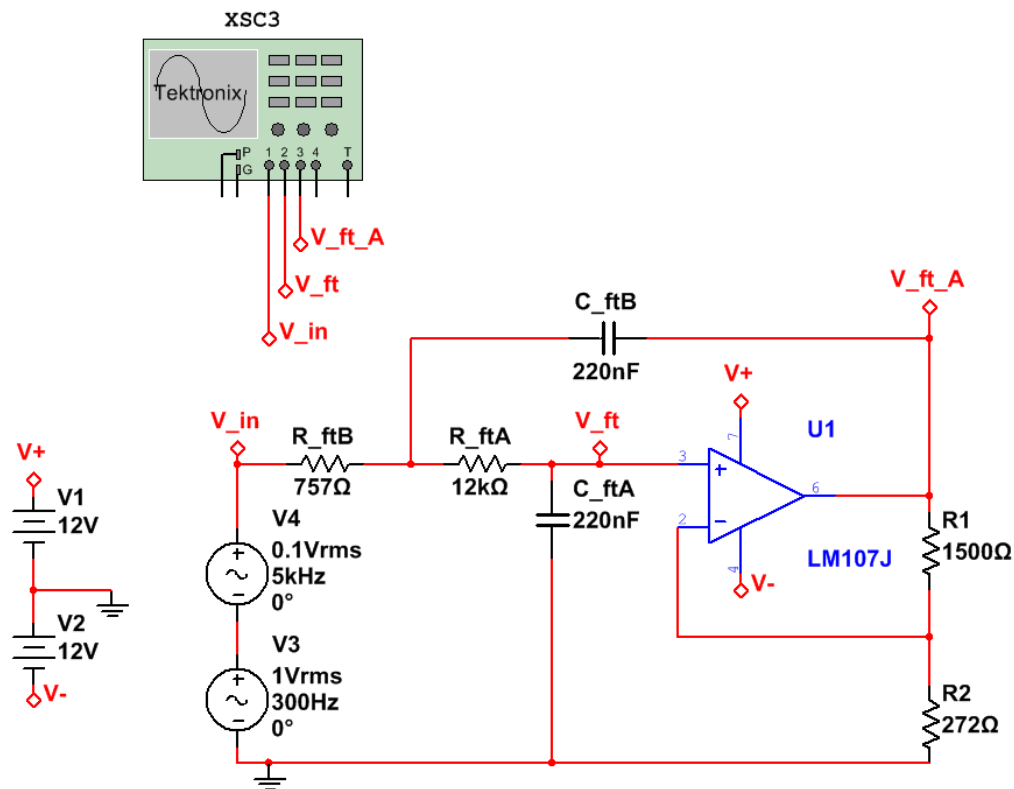 XSC3
Tektronix
P
G
1 2 3 4 T
V_ft_A
V_ft
V_in
V_ft_A
C_ftB
220nF
V+
V_in
V_ft
U1
R_ftB
757Ω
R_ftA
12kΩ
C_ftA
220nF
3
2
7
6
4
LM107J
V-
R1
1500Ω
R2
272Ω
V+
V1
12V
V2
12V
V-
V4
0.1Vrms
5kHz
0°
V3
1Vrms
300Hz
0°